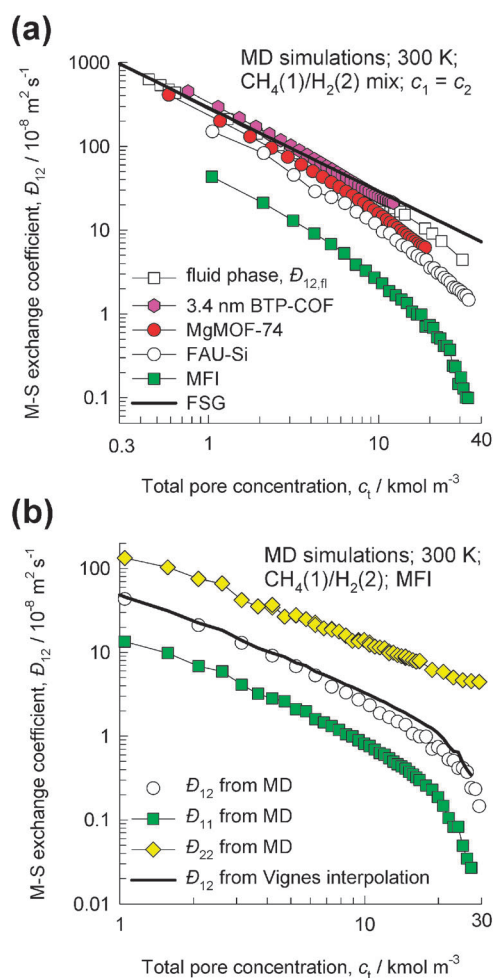 (a)
MD simulations; 300 K;
CH₄(1)/H₂(2) mix; c₁ = c₂
M-S exchange coefficient, Đ₁₂ / 10⁻⁸ m² s⁻¹
1000
100
10
1
0.1
fluid phase, Đ₁₂,fl
3.4 nm BTP-COF
MgMOF-74
FAU-Si
MFI
FSG
0.3
1
10
40
Total pore concentration, cₜ / kmol m⁻³
(b)
MD simulations; 300 K;
CH₄(1)/H₂(2); MFI
M-S exchange coefficient, Đ₁₂ / 10⁻⁸ m² s⁻¹
100
10
1
0.1
0.01
Đ₁₂ from MD
Đ₁₁ from MD
Đ₂₂ from MD
Đ₁₂ from Vignes interpolation
1
10
30
Total pore concentration, cₜ / kmol m⁻³